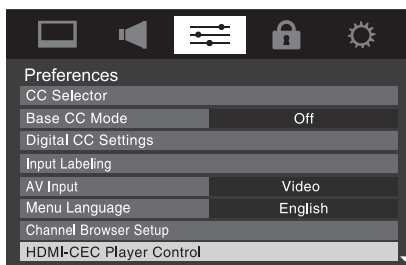 Preferences
CC Selector
Base CC Mode Off
Digital CC Settings
Input Labeling
AV Input Video
Menu Language English
Channel Browser Setup
HDMI-CEC Player Control